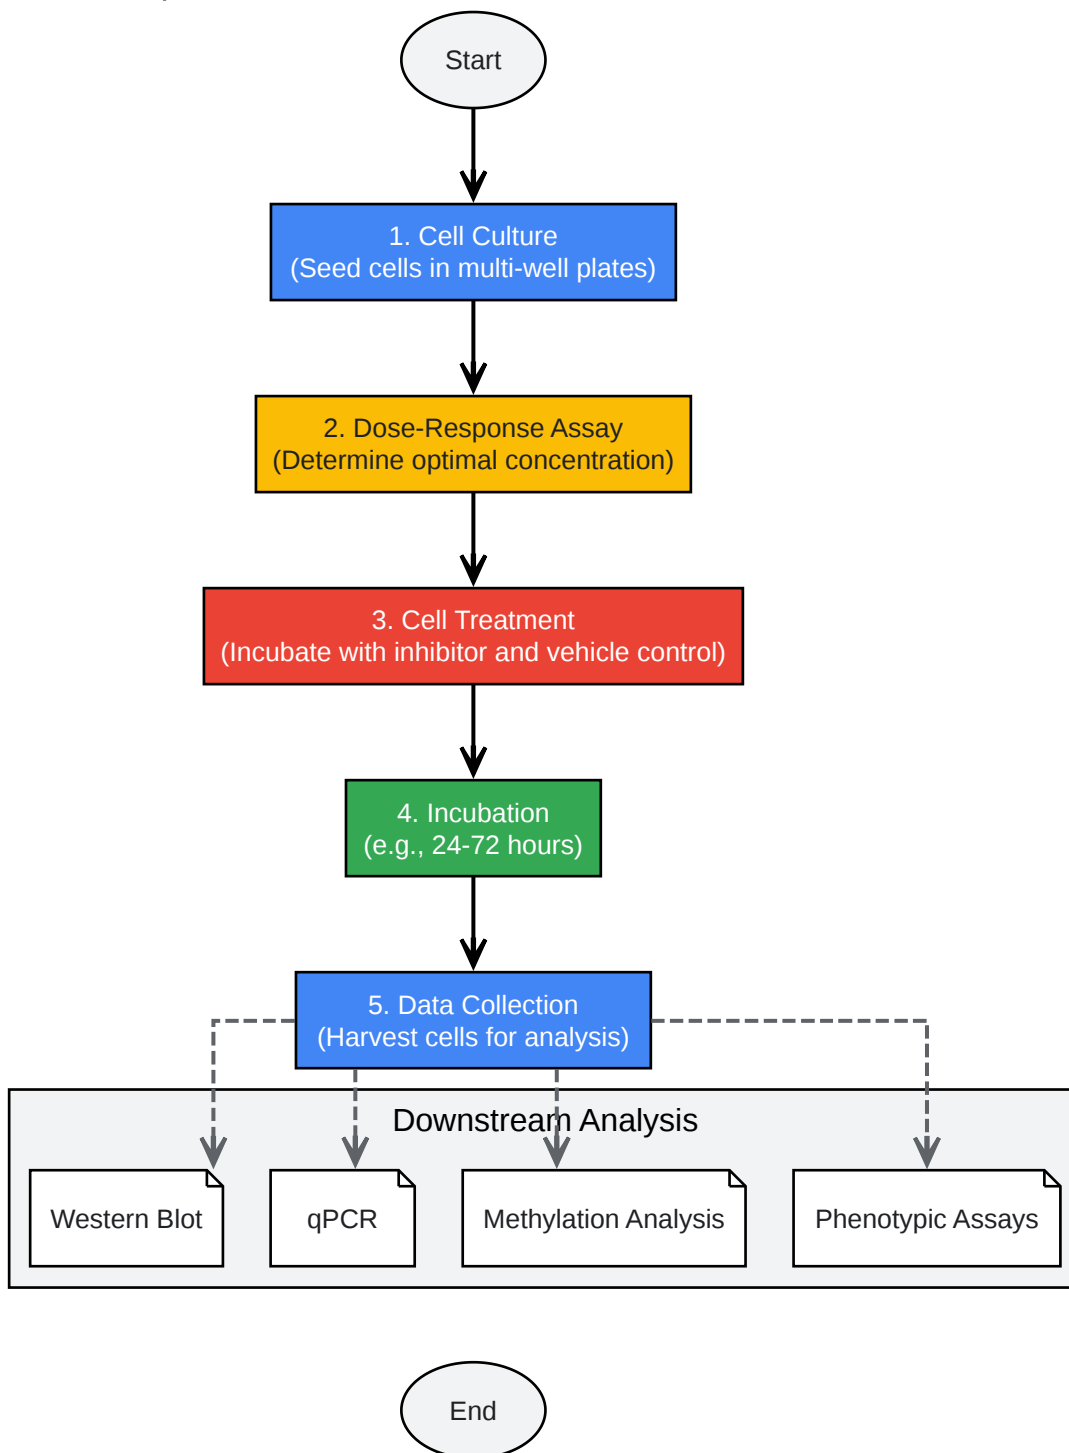 Start
1. Cell Culture
(Seed cells in multi-well plates)
2. Dose-Response Assay
(Determine optimal concentration)
3. Cell Treatment
(Incubate with inhibitor and vehicle control)
4. Incubation
(e.g., 24-72 hours)
5. Data Collection
(Harvest cells for analysis)
Downstream Analysis
Western Blot
qPCR
Methylation Analysis
Phenotypic Assays
End